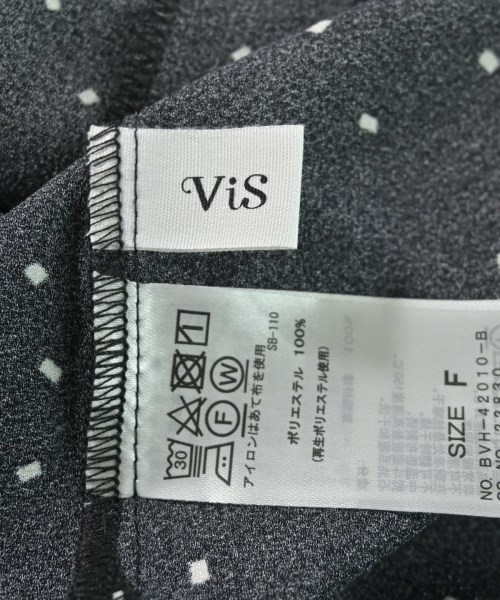 ViS
30
F W
アイロンはあて布を使用
SB-110
ポリエステル 100%
(再生ポリエステル使用)
SIZE F
NO. BVH-42010-B